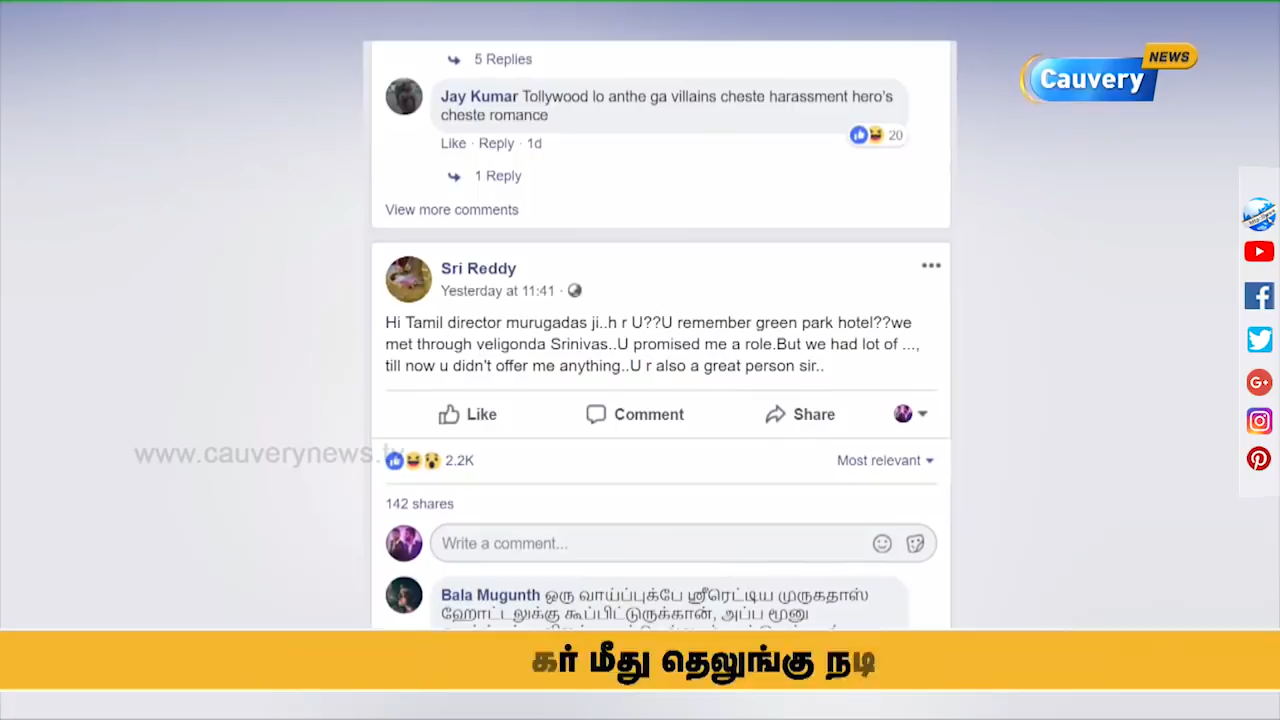 5 Replies
NEWS
Cauvery
Jay Kumar Tollywood lo anthe ga villains cheste harassment hero's
cheste romance
20
Like · Reply · 1d
1 Reply
View more comments
Sri Reddy
Yesterday at 11:41 ·
Hi Tamil director murugadas ji..h r U??U remember green park hotel??we
met through veligonda Srinivas..U promised me a role.But we had lot of ...,
till now u didn't offer me anything..U r also a great person sir..
Like Comment Share
www.cauverynews.tv
2.2K Most relevant
142 shares
Write a comment...
Bala Mugunth ஒரு வாய்ப்புக்பே ஸ்ரீரெட்டிய முருகதாஸ்
ஹோட்டலுக்கு கூப்பிட்டுருக்கான், அப்ப மூனு
கர் மீது தெலுங்கு நடி